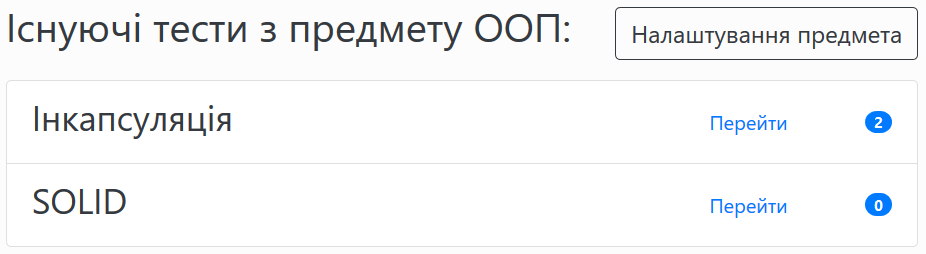 Існуючі тести з предмету ООП:
Налаштування предмета
Інкапсуляція
Перейти
2
SOLID
Перейти
0